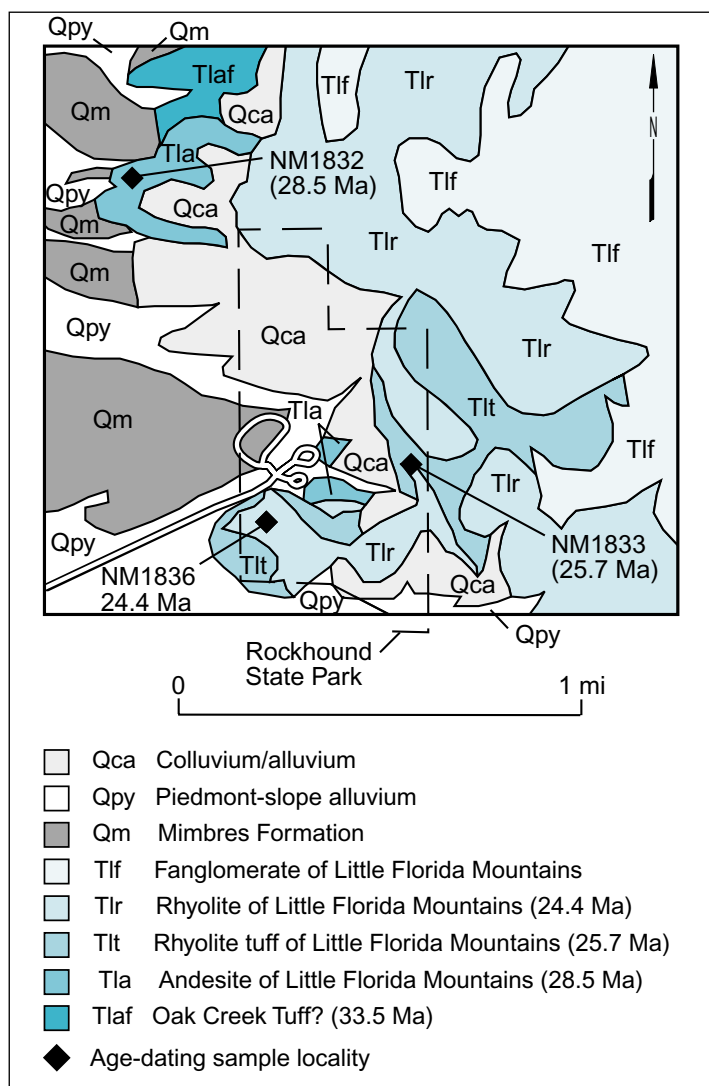 Qpy
Qm
Tlaf
Qca
Tlf
Tlr
Qm
Tla
NM1832
(28.5 Ma)
Tlf
Qpy
Qca
Qm
Tlr
Tlf
Qm
Qpy
Qca
Tlr
Tla
Tlt
Qm
Tlf
Qca
Tlr
Qpy
NM1833
(25.7 Ma)
Tlr
Tlt
Qca
NM1836
24.4 Ma
Qpy
Qpy
N
Rockhound
State Park
0
1 mi
Qca Colluvium/alluvium
Qpy Piedmont-slope alluvium
Qm Mimbres Formation
Tlf Fanglomerate of Little Florida Mountains
Tlr Rhyolite of Little Florida Mountains (24.4 Ma)
Tlt Rhyolite tuff of Little Florida Mountains (25.7 Ma)
Tla Andesite of Little Florida Mountains (28.5 Ma)
Tlaf Oak Creek Tuff? (33.5 Ma)
Age-dating sample locality